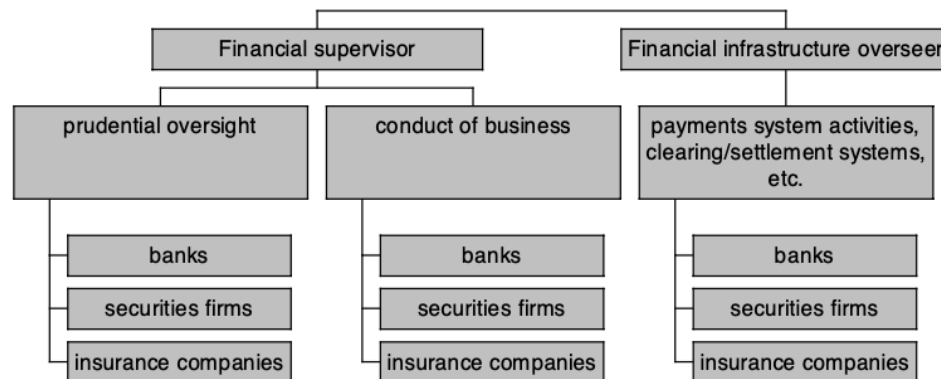 Financial supervisor
Financial infrastructure overseer
prudential oversight
conduct of business
payments system activities,
clearing/settlement systems,
etc.
banks
banks
banks
securities firms
securities firms
securities firms
insurance companies
insurance companies
insurance companies